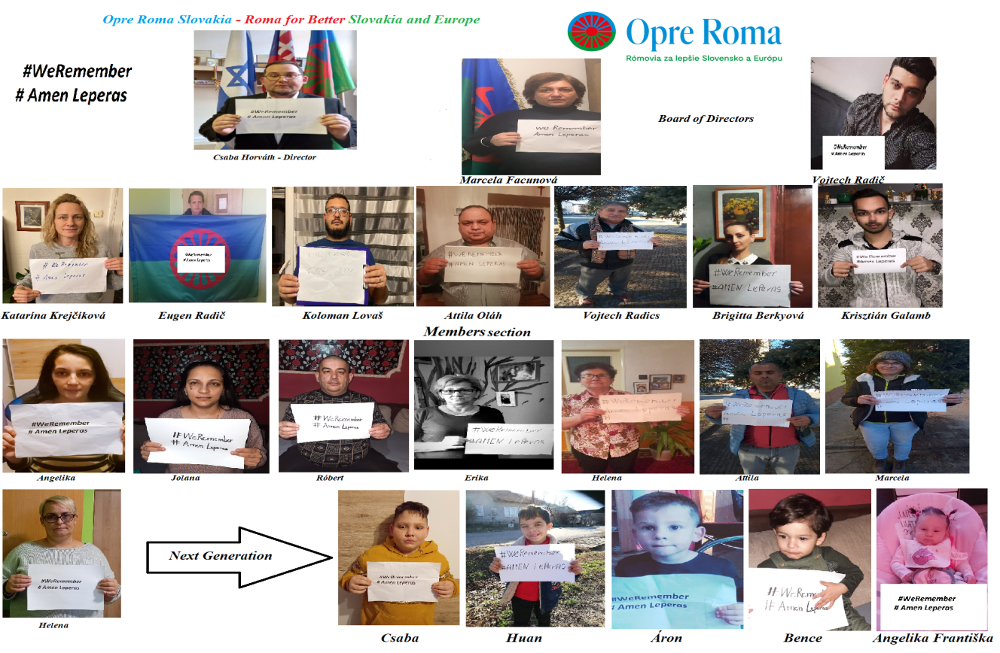 Opre Roma Slovakia - Roma for Better Slovakia and Europe
Opre Roma
Rómovia za lepšie Slovensko a Európu
#WeRemember
# Amen Leperas
#WeRemember
# Amen Leperas
Csaba Horváth - Director
We Remember
Amen Leperas
Marcela Facunová
Board of Directors
#WeRemember
#Amen Leperas
Vojtech Radič
# We Remember
# Amen Leperas
Katarína Krejčíková
#WeRemember
#Amen Leperas
Eugen Radič
Koloman Lovaš
#WEREMEMBER
#AMEN LEPERAS
Attila Oláh
#WeRemember
Amen Leperas
Vojtech Radics
#WeRemember
#AMEN LePeRAS
Brigitta Berkyová
#We Remember
#Amen Leperas
Krisztián Galamb
Members section
#WeRemember
# Amen Leperas
Angelika
#WeRemember
# Amen Leperas
Jolana
#WeRemember
# Amen Leperas
Róbert
#WeRemember
#AMEN LePeras
Erika
#WeRemember
Amen Leperas
Helena
#WeRemember
Amen Leperas
Attila
#WeRemember
Amen Leperas
Marcela
#WeRemember
# Amen Leperas
Helena
Next Generation
#WeRemember
# Amen Leperas
Csaba
#WeRemember
#AMEN LePeRAS
Huan
#WeRemember
# Amen Leperas
Áron
#WeRem
# Amen Leperas
Bence
#WeRemember
# Amen Leperas
Angelika Františka